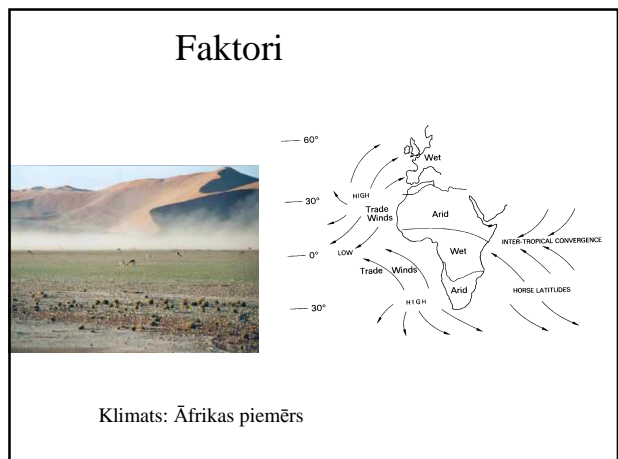 Faktori
60°
Wet
HIGH
30°
Trade
Winds
Arid
INTER-TROPICAL CONVERGENCE
LOW
0°
Wet
Trade Winds
HORSE LATITUDES
Arid
HIGH
30°
Klimats: Āfrikas piemērs